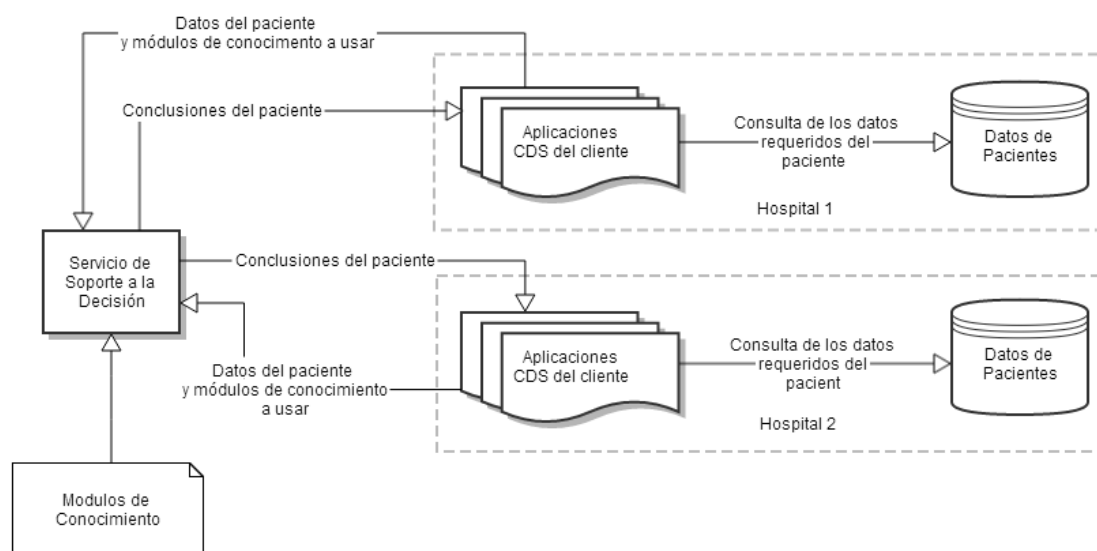 Datos del paciente
y módulos de conocimento a usar
Conclusiones del paciente
Aplicaciones
CDS del cliente
Consulta de los datos
requeridos del
paciente
Datos de
Pacientes
Hospital 1
Servicio de
Soporte a la
Decisión
Conclusiones del paciente
Datos del paciente
y módulos de conocimiento
a usar
Aplicaciones
CDS del cliente
Consulta de los datos
requeridos del
pacient
Datos de
Pacientes
Hospital 2
Modulos de
Conocimiento